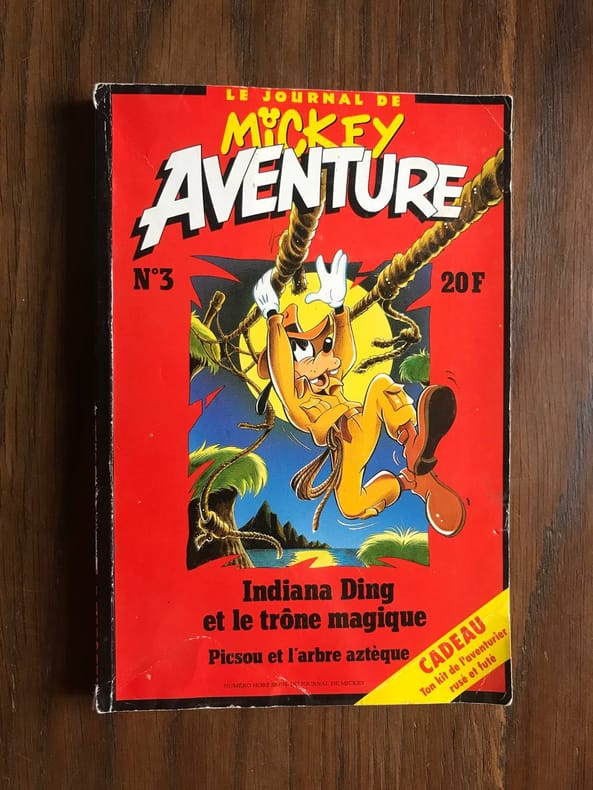 LE JOURNAL DE
MICKEY
AVENTURE
N°3
20F
Indiana Ding
et le trône magique
Picsou et l'arbre aztèque
CADEAU
Ton kit de l'aventurier
rusé et futé
NUMÉRO HORS SÉRIE DU JOURNAL DE MICKEY